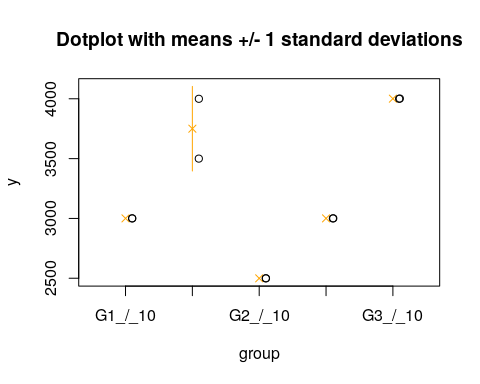 Dotplot with means +/- 1 standard deviations
4000
3500
3000
2500
y
G1_/_10 G2_/_10 G3_/_10
group